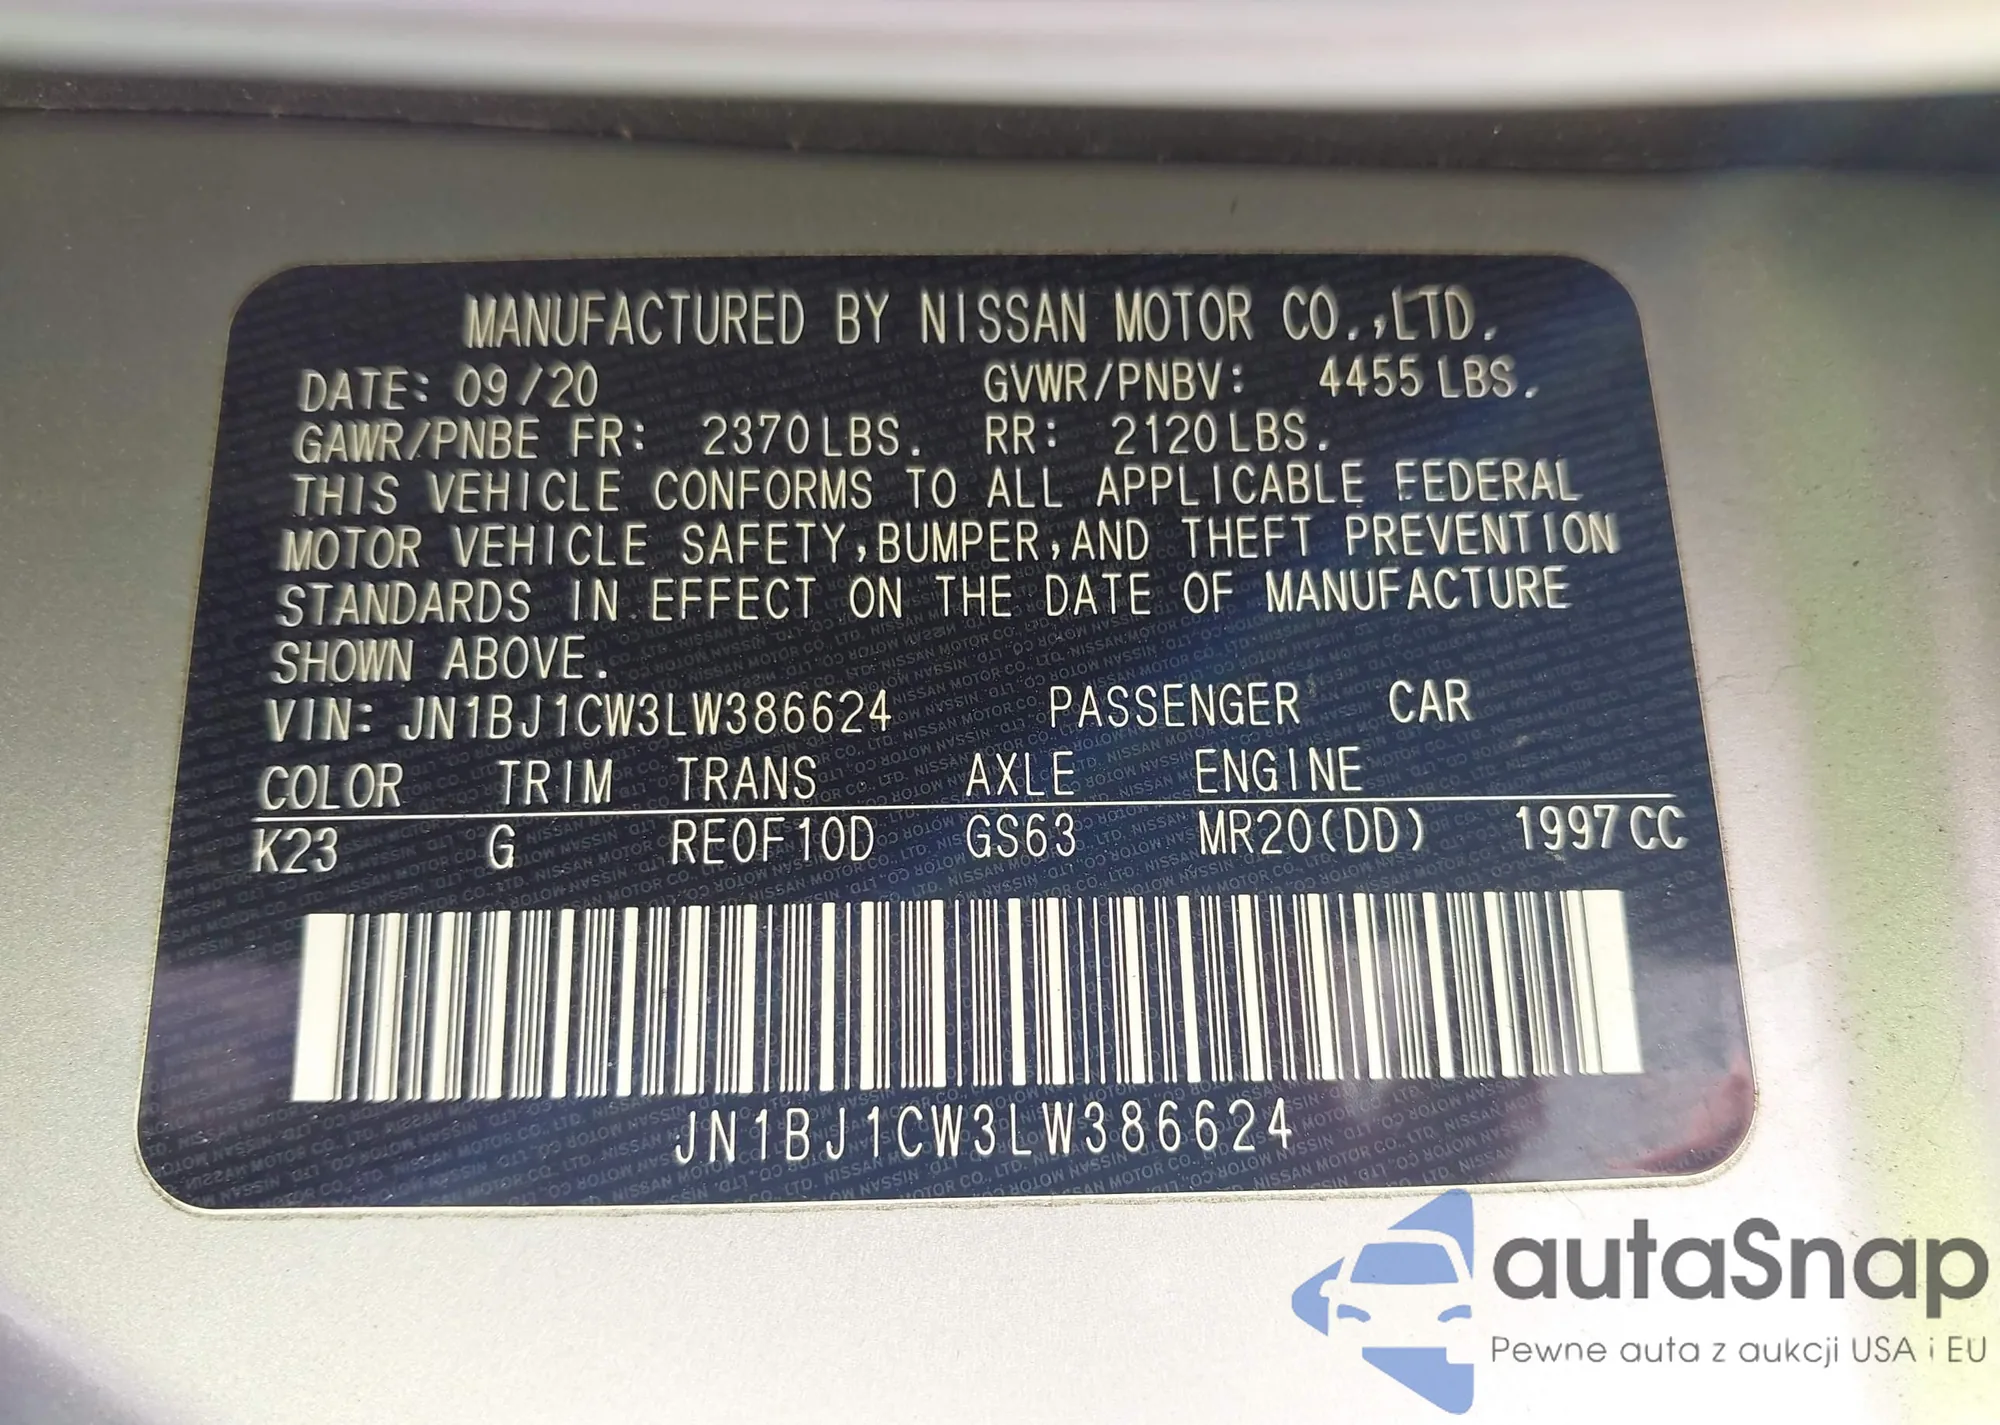 MANUFACTURED BY NISSAN MOTOR CO.,LTD.
DATE: 09/20 GVWR/PNBV: 4455 LBS.
GAWR/PNBE FR: 2370 LBS. RR: 2120 LBS.
THIS VEHICLE CONFORMS TO ALL APPLICABLE FEDERAL
MOTOR VEHICLE SAFETY,BUMPER,AND THEFT PREVENTION
STANDARDS IN EFFECT ON THE DATE OF MANUFACTURE
SHOWN ABOVE.
VIN: JN1BJ1CW3LW386624 PASSENGER CAR
COLOR TRIM TRANS AXLE ENGINE
K23 G RE0F10D GS63 MR20(DD) 1997 CC
JN1BJ1CW3LW386624
autaSnap
Pewne auta z aukcji USA i EU